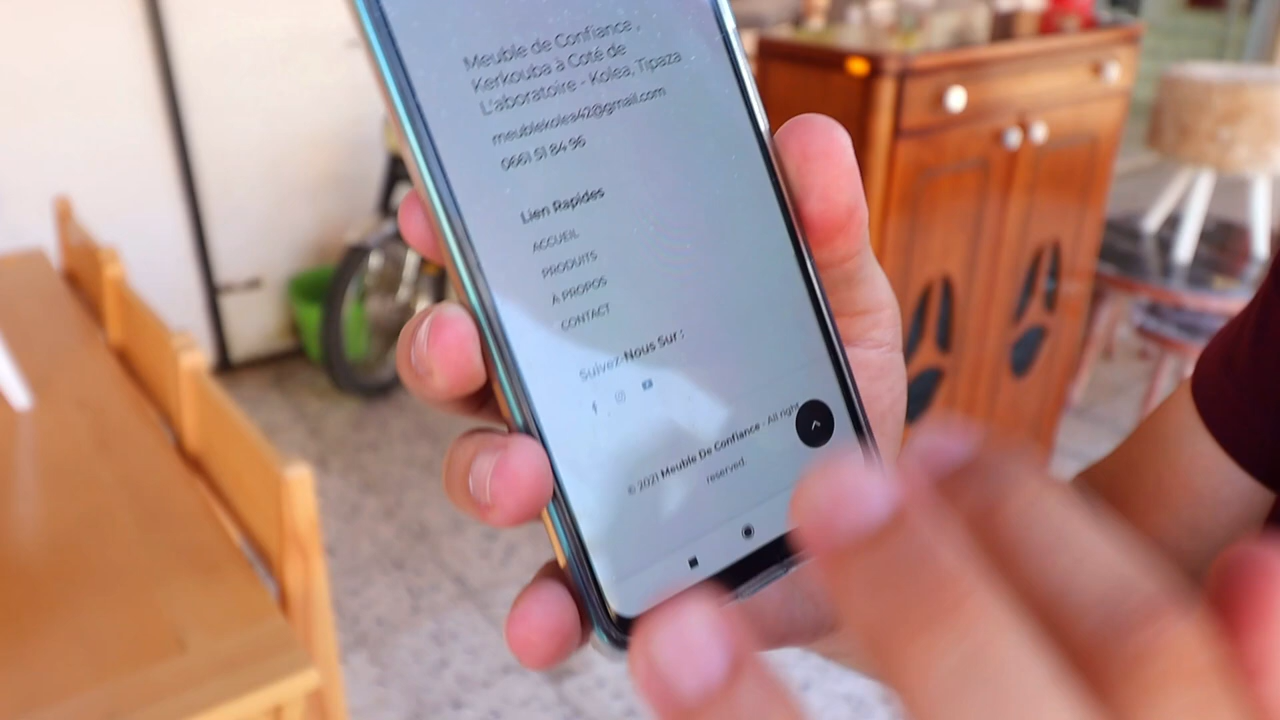 Meuble de Confiance ,
Kerkouba à Coté de
L'aboratoire - Kolea, Tipaza
meublekolea42@gmail.com
0661 51 84 96
Lien Rapides
ACCUEIL
PRODUITS
À PROPOS
CONTACT
Suivez-Nous Sur :
© 2021 Meuble De Confiance - All right
reserved.